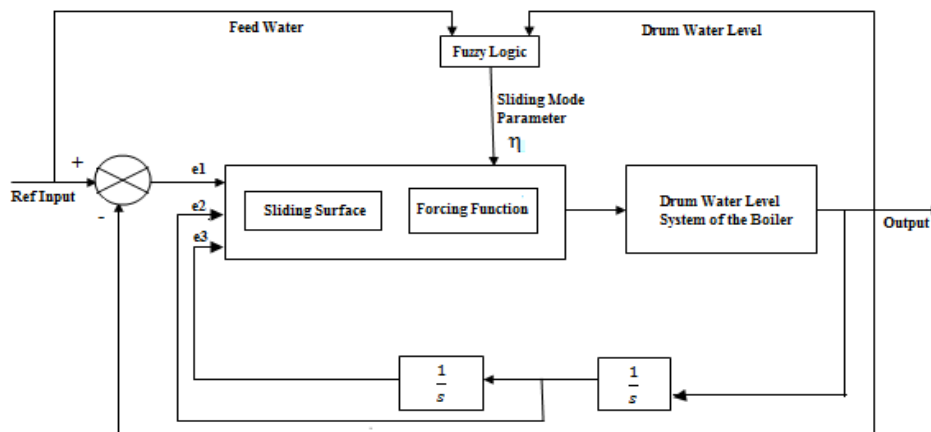 Feed Water
Drum Water Level
Fuzzy Logic
Sliding Mode
Parameter
η
+
e1
Ref Input
-
e2
e3
Sliding Surface
Forcing Function
Drum Water Level
System of the Boiler
Output
1
s
1
s